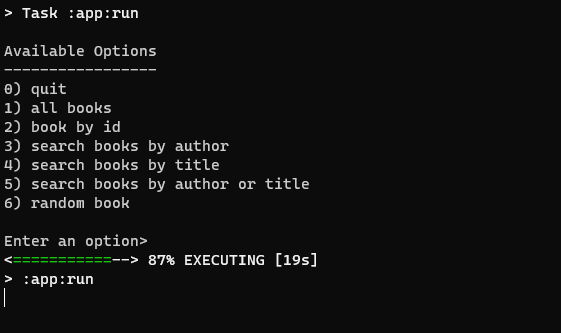 > Task :app:run
Available Options
-----------------
0) quit
1) all books
2) book by id
3) search books by author
4) search books by title
5) search books by author or title
6) random book
Enter an option>
<===========--> 87% EXECUTING [19s]
> :app:run